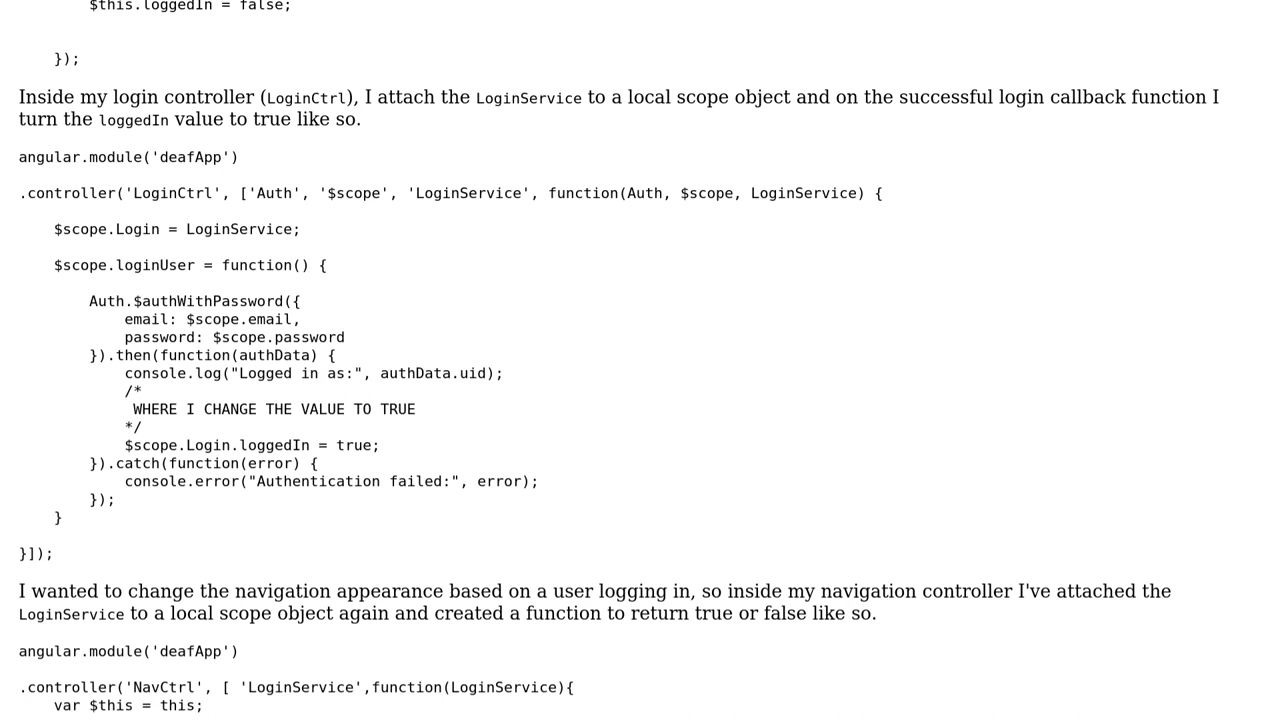 $this.loggedIn = false;
});
Inside my login controller (LoginCtrl), I attach the LoginService to a local scope object and on the successful login callback function I
turn the loggedIn value to true like so.
angular.module('deafApp')
.controller('LoginCtrl', ['Auth', '$scope', 'LoginService', function(Auth, $scope, LoginService) {
$scope.Login = LoginService;
$scope.loginUser = function() {
Auth.$authWithPassword({
email: $scope.email,
password: $scope.password
}).then(function(authData) {
console.log("Logged in as:", authData.uid);
/*
WHERE I CHANGE THE VALUE TO TRUE
*/
$scope.Login.loggedIn = true;
}).catch(function(error) {
console.error("Authentication failed:", error);
});
}
}]);
I wanted to change the navigation appearance based on a user logging in, so inside my navigation controller I've attached the
LoginService to a local scope object again and created a function to return true or false like so.
angular.module('deafApp')
.controller('NavCtrl', [ 'LoginService',function(LoginService){
var $this = this;